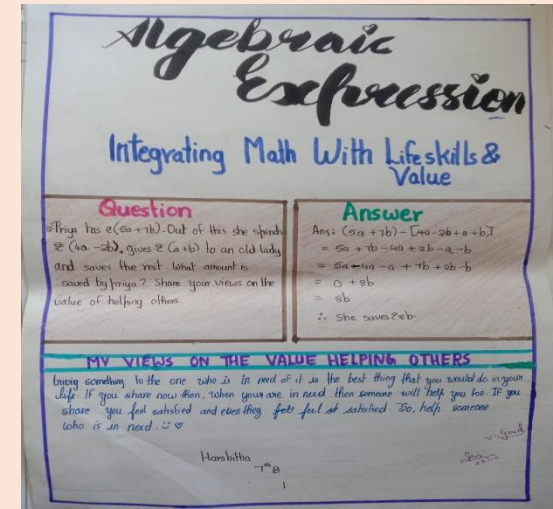 Algebraic
Expression
Integrating Math With Lifeskills &
Value
Question
Priya has ₹(5a+7b). Out of this she spends
₹ (4a-2b), gives ₹ (a+b) to an old lady
and saves the rest. What amount is
saved by priya? Share your views on the
value of helping others
Answer
Ans: (5a+7b)-[4a-2b+a+b]
= 5a+7b-4a+2b-a-b
= 5a-4a-a+7b+2b-b
= 0+8b
= 8b
∴ She saves ₹8b.
MY VIEWS ON THE VALUE HELPING OTHERS
Giving something to the one who is in need of it is the best thing that you would do in your
life. If you share now then, when your are in need then someone will help you too. If you
share you feel satisfied and even they feel satisfied. So, help someone
who is in need.
v. Good
Harshitha
7th B
1